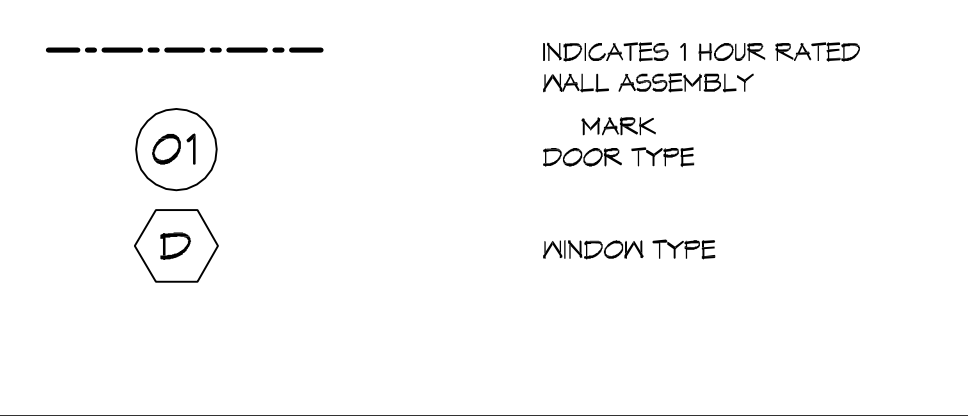 INDICATES 1 HOUR RATED
WALL ASSEMBLY
01
MARK
DOOR TYPE
D
WINDOW TYPE